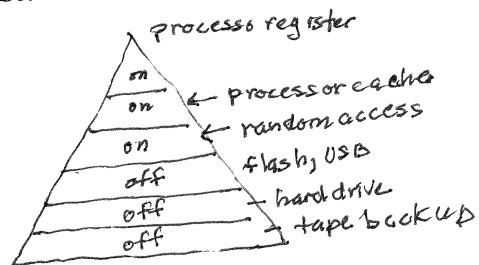 processo register
on
on
processor cache
on
random access
off
flash, USB
off
hard drive
off
tape backup